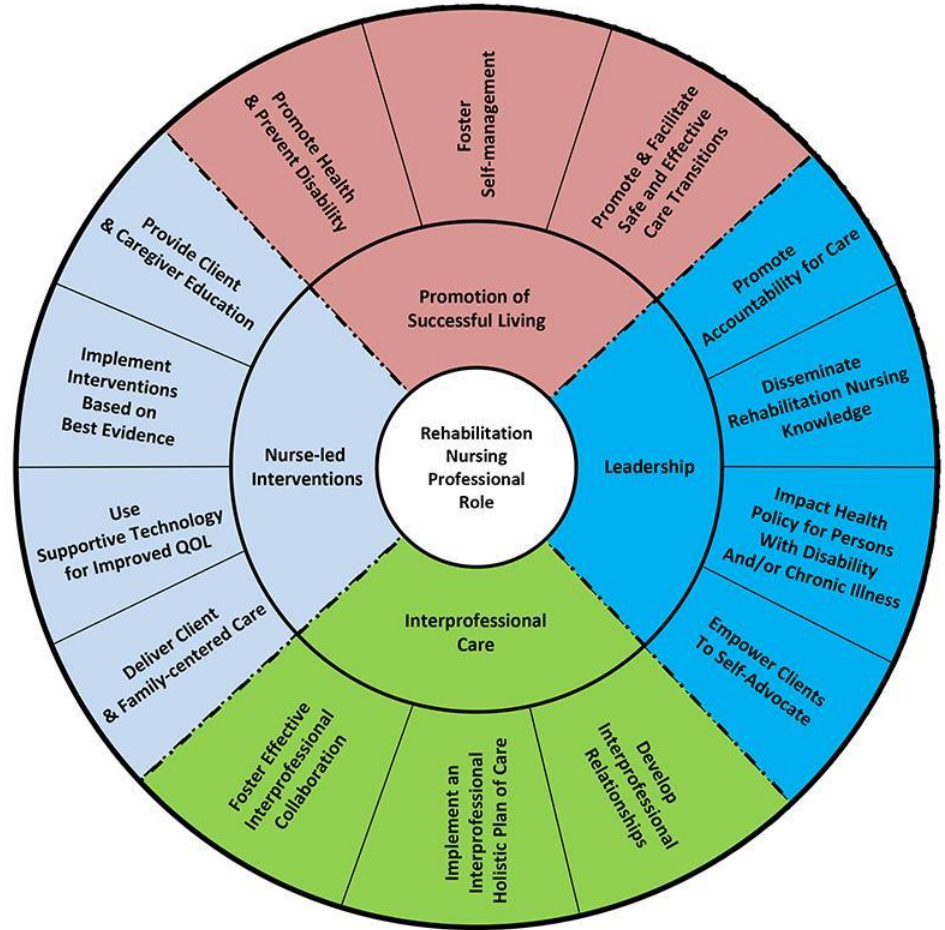 Promote Health
& Prevent Disability
Foster
Self-management
Promote & Facilitate
Safe and Effective
Care Transitions
Promotion of
Successful Living
Provide Client
& Caregiver Education
Implement
Interventions
Based on
Best Evidence
Use
Supportive Technology
for Improved QOL
Deliver Client
& Family-centered Care
Nurse-led
Interventions
Rehabilitation
Nursing
Professional
Role
Leadership
Promote
Accountability for Care
Disseminate
Rehabilitation Nursing
Knowledge
Impact Health
Policy for Persons
With Disability
And/or Chronic Illness
Empower Clients
To Self-Advocate
Interprofessional
Care
Foster Effective
Interprofessional
Collaboration
Implement an
Interprofessional
Holistic Plan of Care
Develop
Interprofessional
Relationships